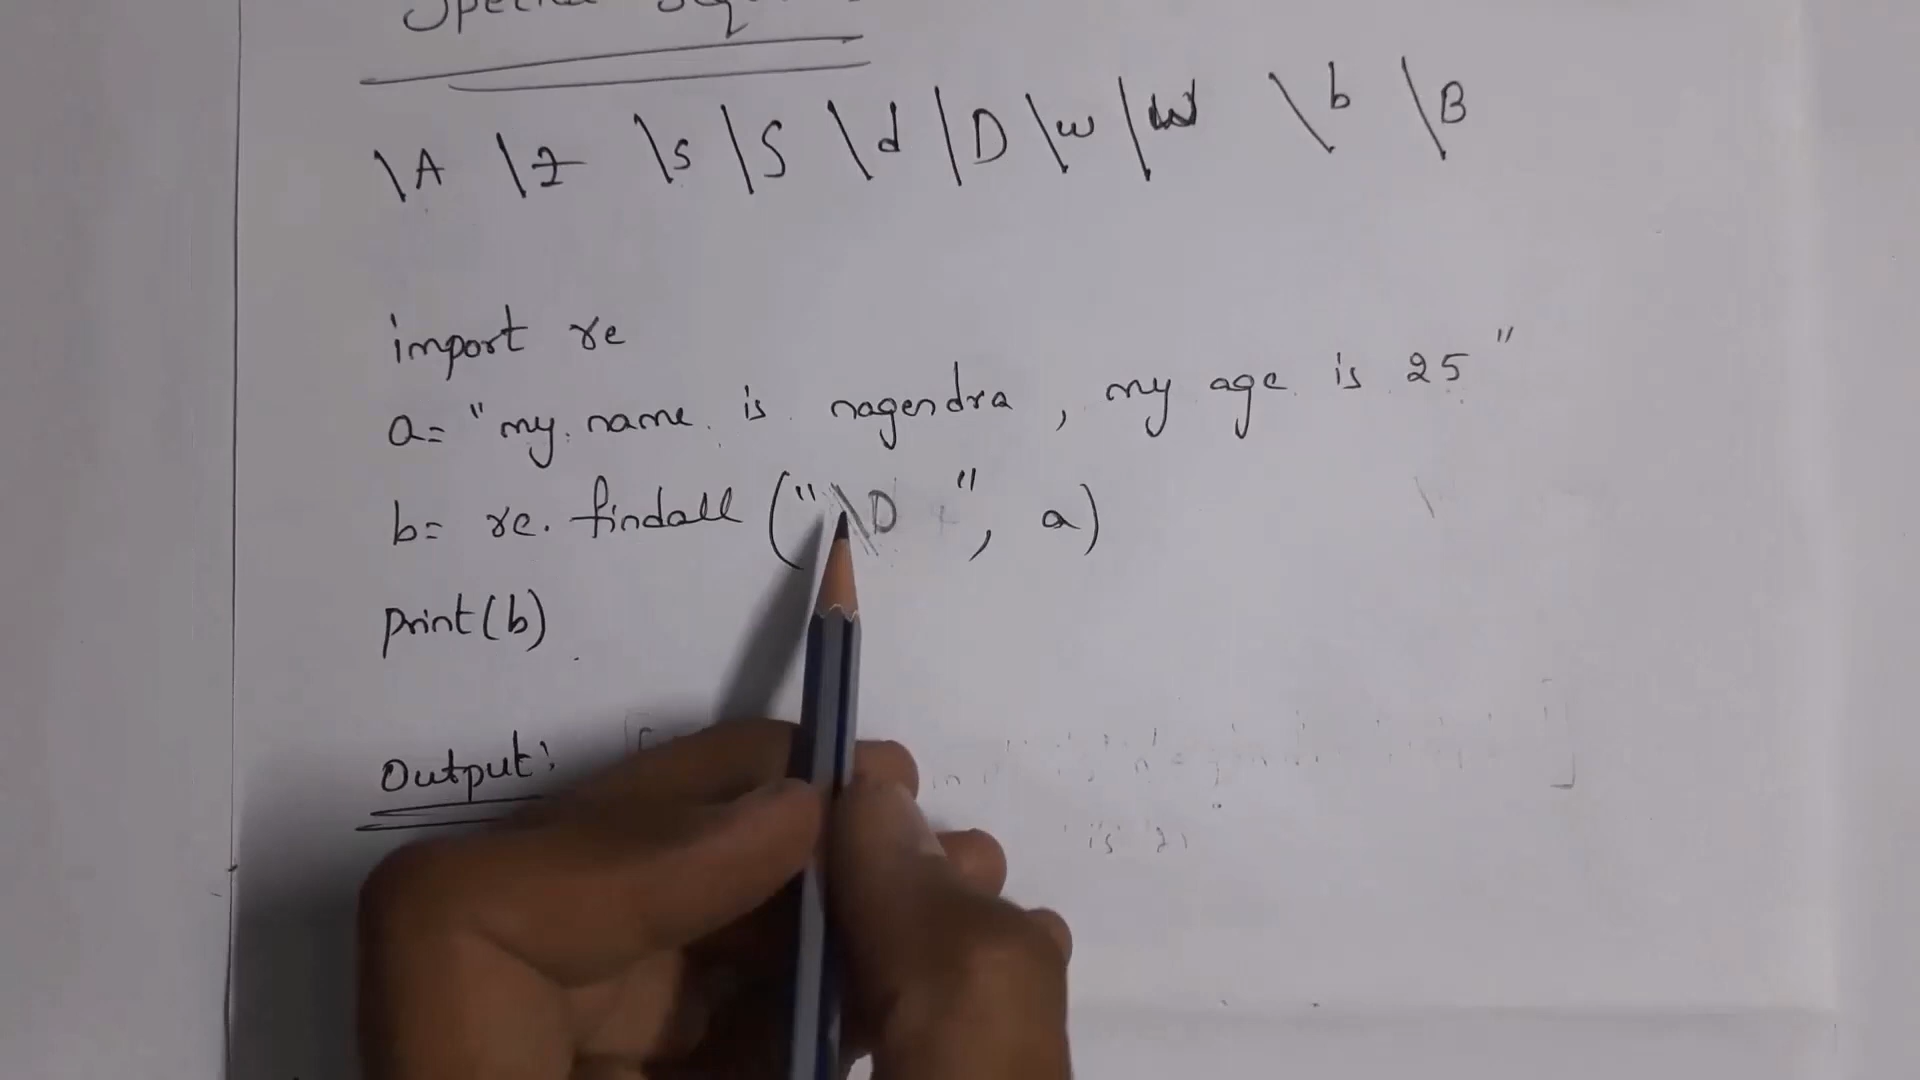 \A \Z \s \S \d \D \w \W \b \B
import re
a= "my name is nagendra, my age is 25"
b= re.findall("\D", a)
print(b)
Output: